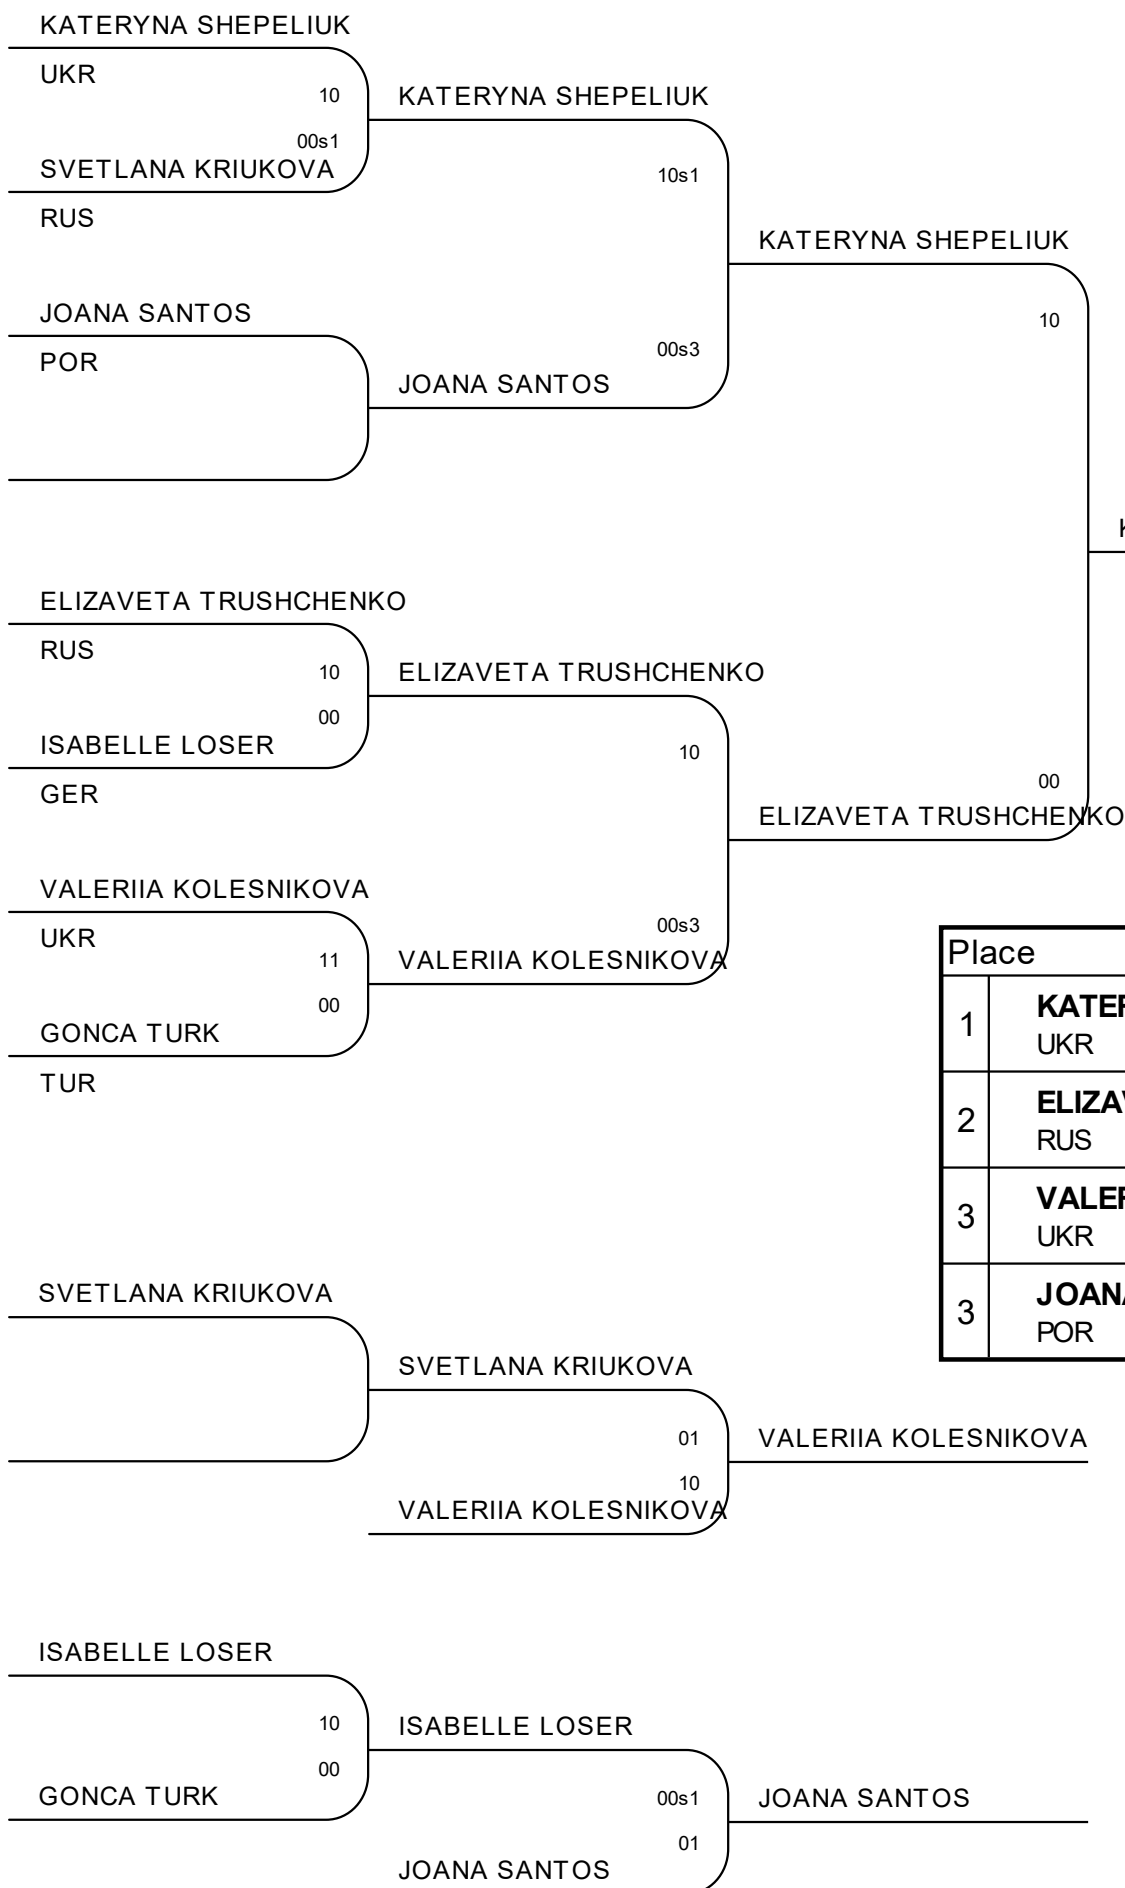 KATERYNA SHEPELIUK
UKR
10
KATERYNA SHEPELIUK
00s1
SVETLANA KRIUKOVA
10s1
RUS
KATERYNA SHEPELIUK
JOANA SANTOS
10
00s3
POR
JOANA SANTOS
ELIZAVETA TRUSHCHENKO
RUS
10
ELIZAVETA TRUSHCHENKO
00
ISABELLE LOSER
10
00
GER
ELIZAVETA TRUSHCHENKO
VALERIIA KOLESNIKOVA
00s3
UKR
11
VALERIIA KOLESNIKOVA
00
GONCA TURK
TUR
Place
1
UKR
2
RUS
3
UKR
3
POR
SVETLANA KRIUKOVA
SVETLANA KRIUKOVA
01
VALERIIA KOLESNIKOVA
10
VALERIIA KOLESNIKOVA
ISABELLE LOSER
10
ISABELLE LOSER
00
GONCA TURK
00s1
JOANA SANTOS
01
JOANA SANTOS